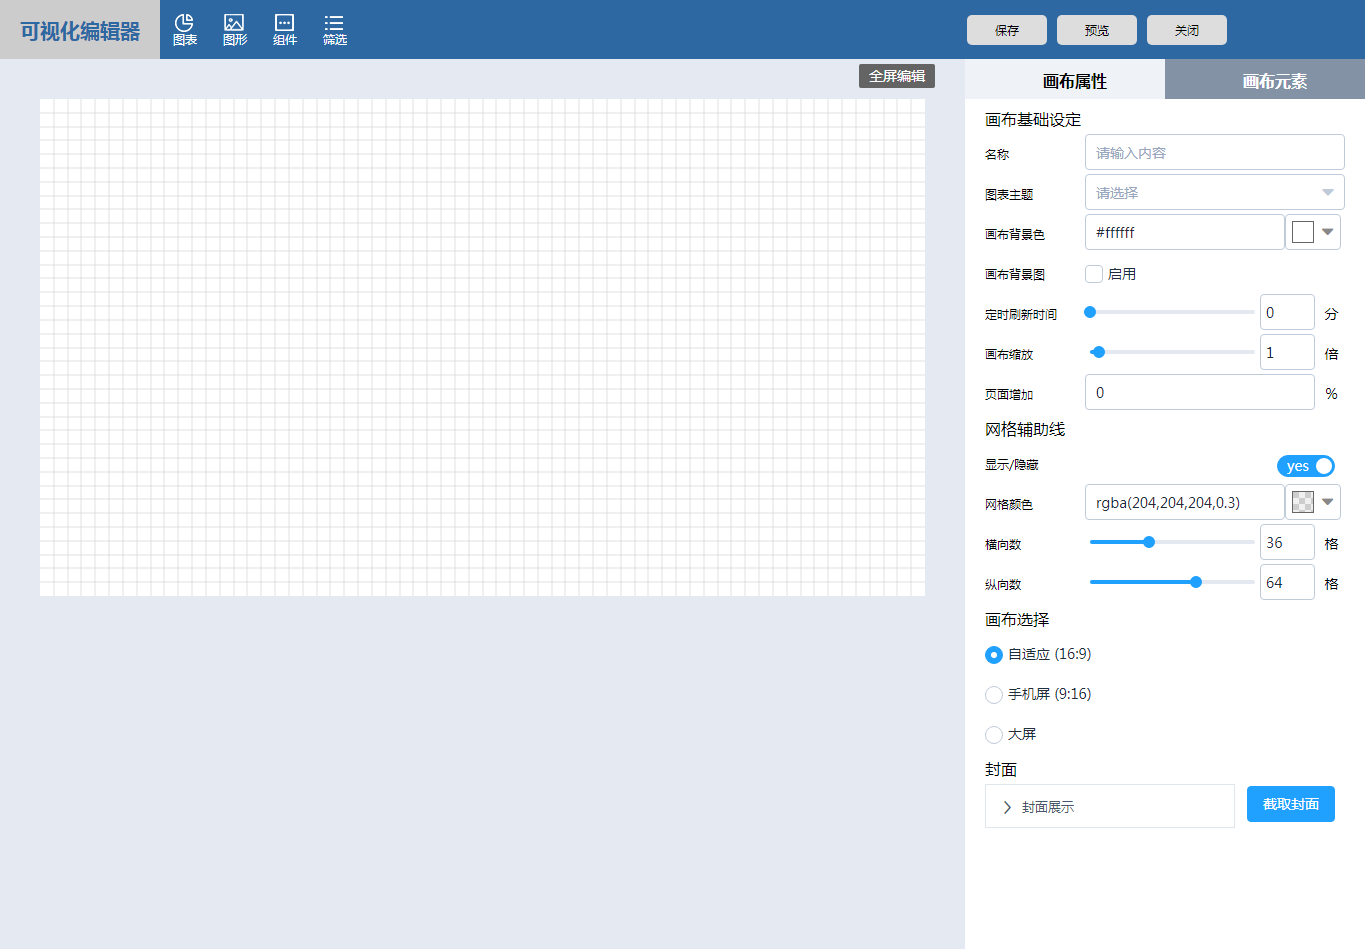 可视化编辑器
图表
图形
组件
筛选
保存
预览
关闭
全屏编辑
画布属性
画布元素
画布基础设定
名称
请输入内容
图表主题
请选择
画布背景色
#ffffff
画布背景图
启用
定时刷新时间
0
分
画布缩放
1
倍
页面增加
0
%
网格辅助线
显示/隐藏
yes
网格颜色
rgba(204,204,204,0.3)
横向数
36
格
纵向数
64
格
画布选择
自适应 (16:9)
手机屏 (9:16)
大屏
封面
封面展示
截取封面